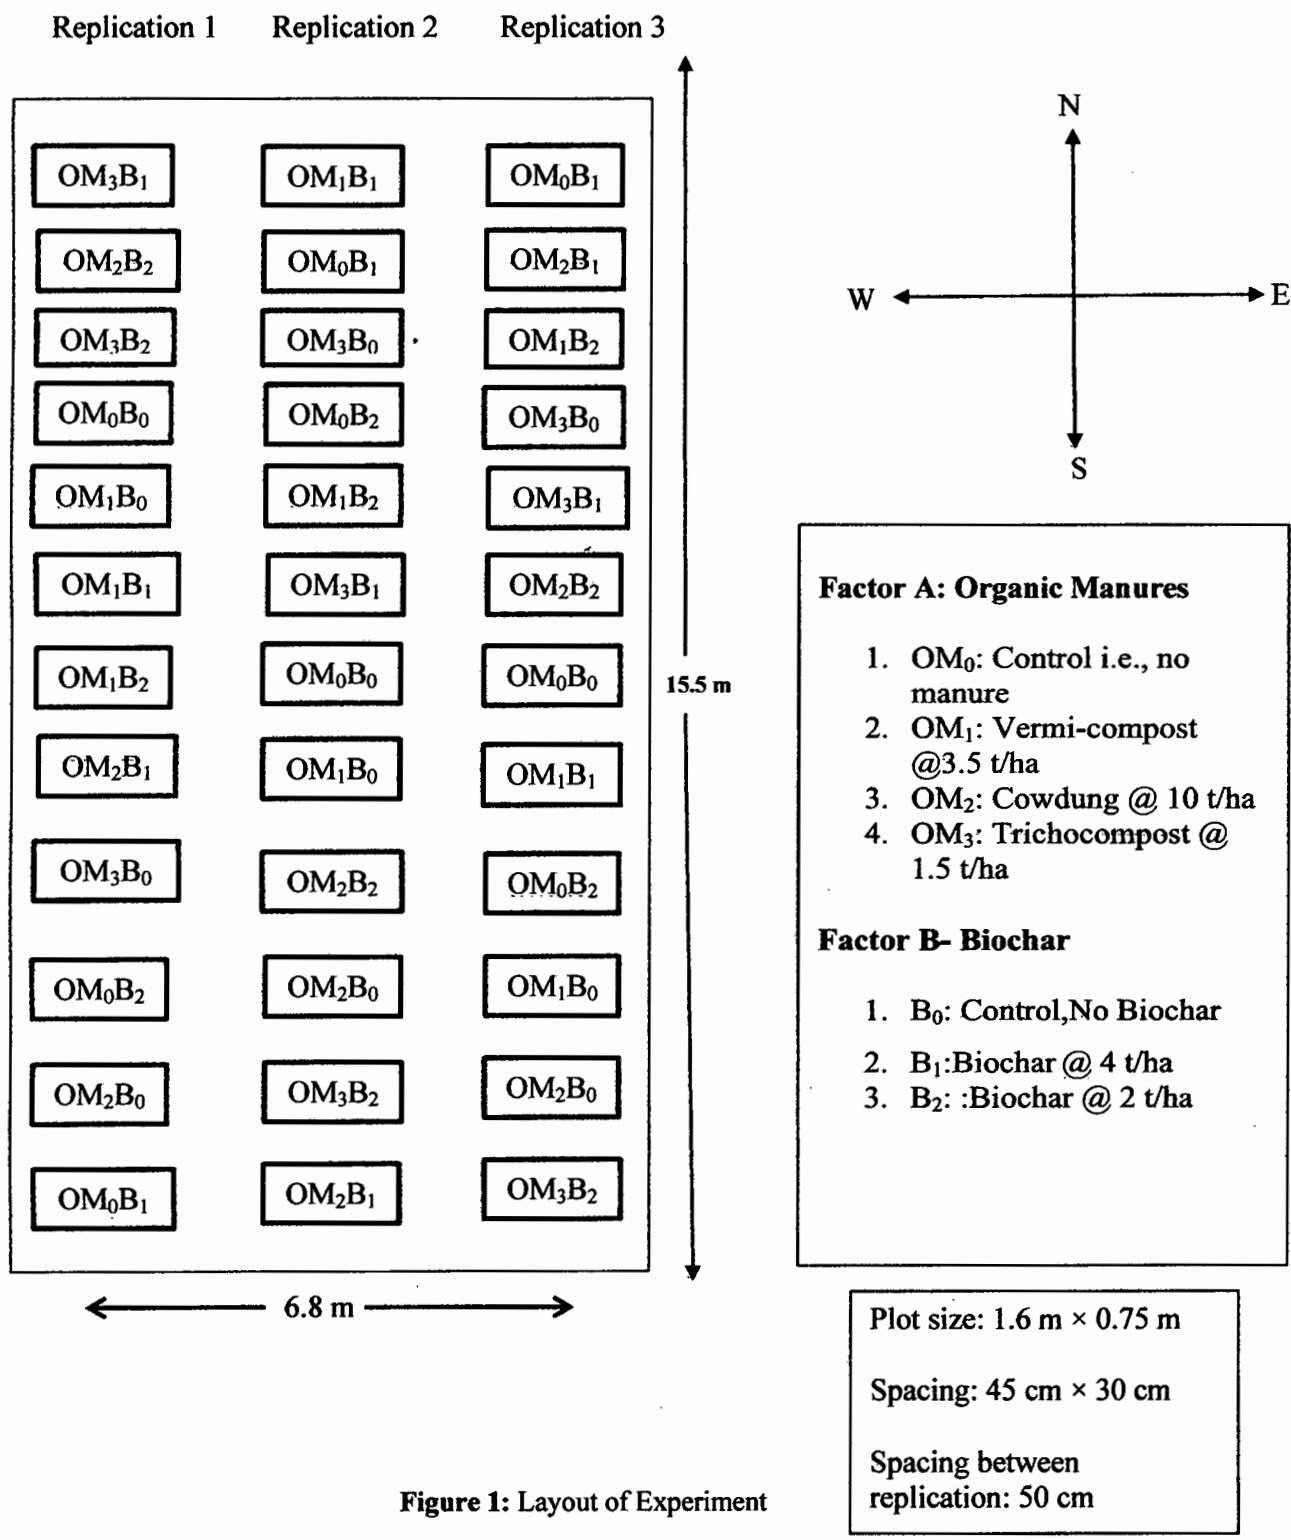 Replication 1 Replication 2 Replication 3
OM₃B₁ OM₁B₁ OM₀B₁
OM₂B₂ OM₀B₁ OM₂B₁
OM₃B₂ OM₃B₀ OM₁B₂
OM₀B₀ OM₀B₂ OM₃B₀
OM₁B₀ OM₁B₂ OM₃B₁
OM₁B₁ OM₃B₁ OM₂B₂
OM₁B₂ OM₀B₀ OM₀B₀
OM₂B₁ OM₁B₀ OM₁B₁
OM₃B₀ OM₂B₂ OM₀B₂
OM₀B₂ OM₂B₀ OM₁B₀
OM₂B₀ OM₃B₂ OM₂B₀
OM₀B₁ OM₂B₁ OM₃B₂
15.5 m
6.8 m
N
W E
S
Factor A: Organic Manures
1. OM₀: Control i.e., no
manure
2. OM₁: Vermi-compost
@3.5 t/ha
3. OM₂: Cowdung @ 10 t/ha
4. OM₃: Trichocompost @
1.5 t/ha
Factor B- Biochar
1. B₀: Control,No Biochar
2. B₁:Biochar @ 4 t/ha
3. B₂: :Biochar @ 2 t/ha
Plot size: 1.6 m × 0.75 m
Spacing: 45 cm × 30 cm
Spacing between
replication: 50 cm
Figure 1: Layout of Experiment